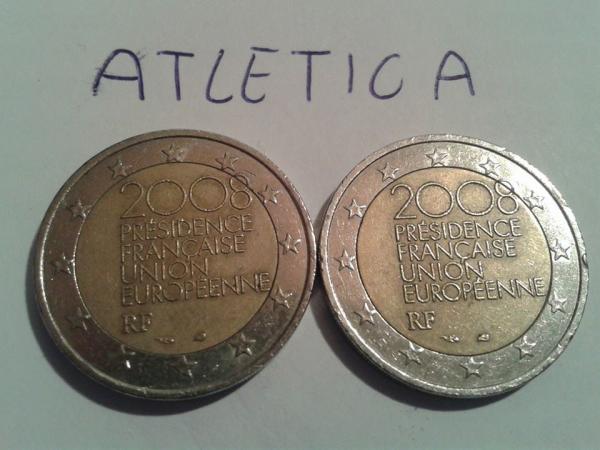 ATLETICA
2008
PRÉSIDENCE
FRANÇAISE
UNION
EUROPÉENNE
RF
2008
PRÉSIDENCE
FRANÇAISE
UNION
EUROPÉENNE
RF